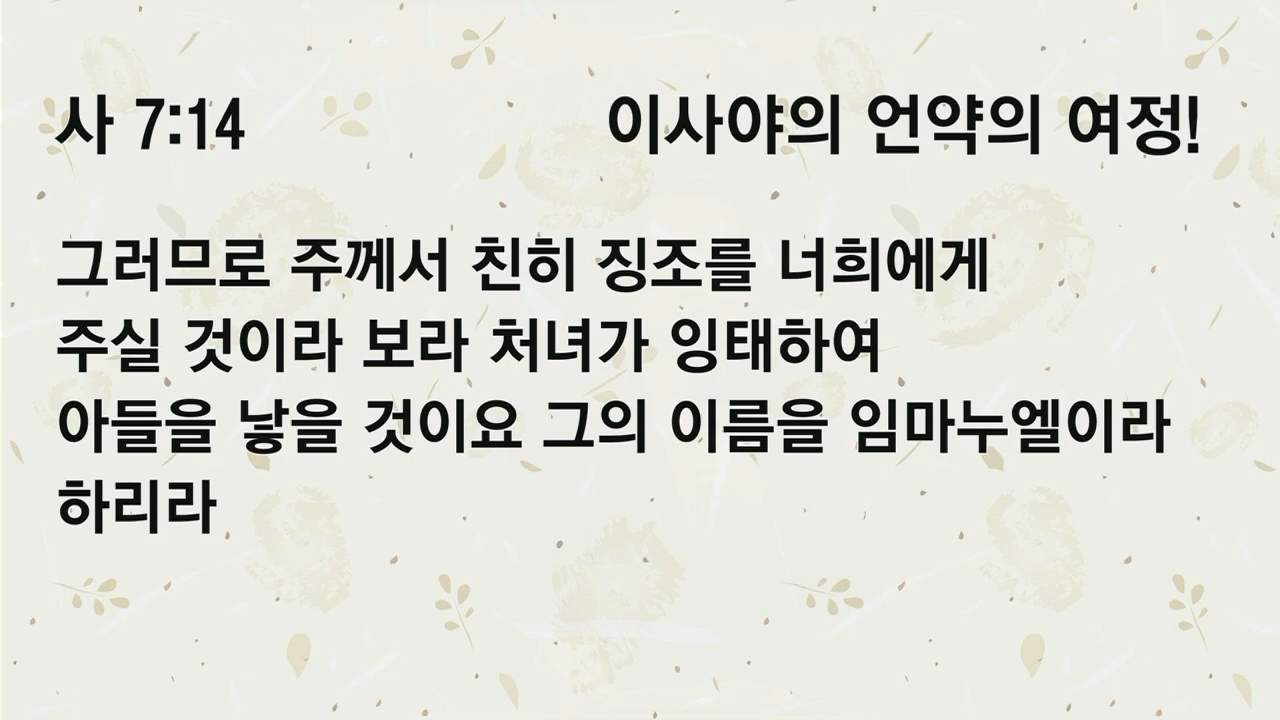 사 7:14 이사야의 언약의 여정!
그러므로 주께서 친히 징조를 너희에게
주실 것이라 보라 처녀가 잉태하여
아들을 낳을 것이요 그의 이름을 임마누엘이라
하리라